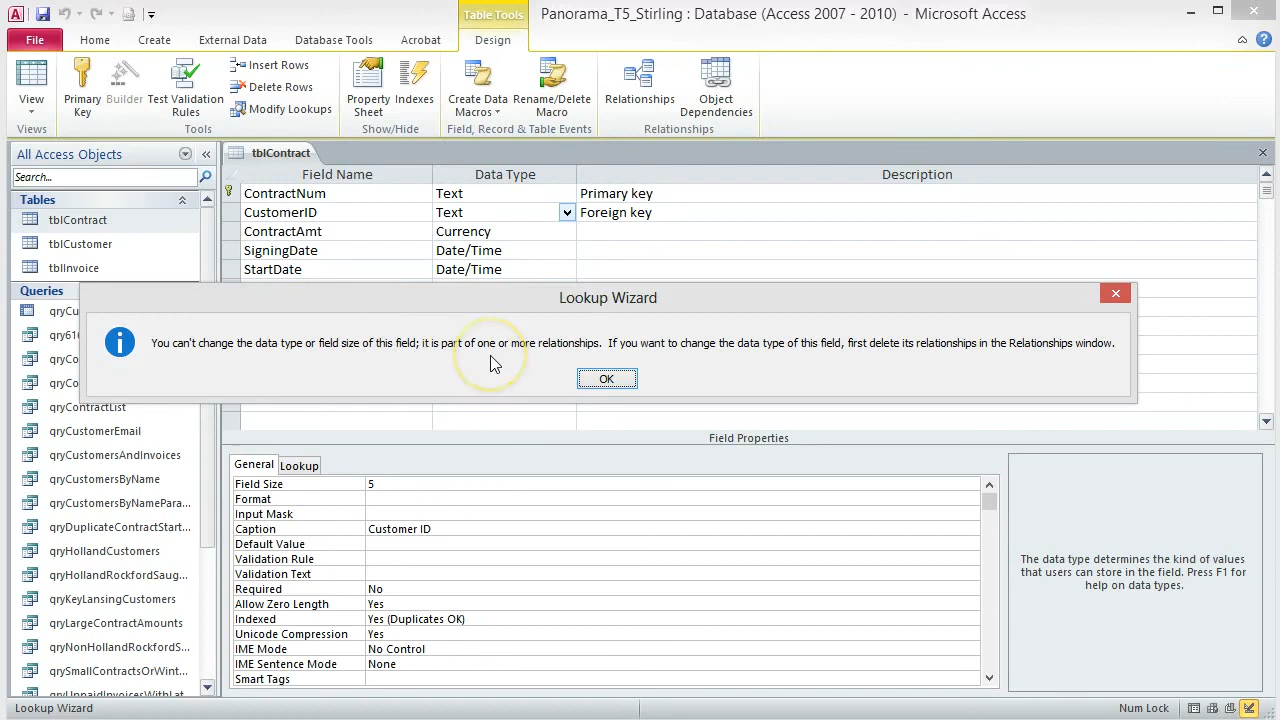 Table Tools
Panorama_T5_Stirling : Database (Access 2007 - 2010) - Microsoft Access
File Home Create External Data Database Tools Acrobat Design
View
Views
Primary Key
Builder
Test Validation Rules
Insert Rows
Delete Rows
Modify Lookups
Tools
Property Sheet
Indexes
Show/Hide
Create Data Macros
Rename/Delete Macro
Field, Record & Table Events
Relationships
Object Dependencies
Relationships
All Access Objects
Search...
Tables
tblContract
tblCustomer
tblInvoice
Queries
qryCu
qry61
qryCo
qryCo
qryContractList
qryCustomerEmail
qryCustomersAndInvoices
qryCustomersByName
qryCustomersByNamePara...
qryDuplicateContractStart...
qryHollandCustomers
qryHollandRockfordSaug...
qryKeyLansingCustomers
qryLargeContractAmounts
qryNonHollandRockfordS...
qrySmallContractsOrWint...
qryUnpaidInvoicesWithLat...
tblContract
Field Name Data Type Description
ContractNum Text Primary key
CustomerID Text Foreign key
ContractAmt Currency
SigningDate Date/Time
StartDate Date/Time
Lookup Wizard
You can't change the data type or field size of this field; it is part of one or more relationships. If you want to change the data type of this field, first delete its relationships in the Relationships window.
OK
Field Properties
General Lookup
Field Size 5
Format
Input Mask
Caption Customer ID
Default Value
Validation Rule
Validation Text
Required No
Allow Zero Length Yes
Indexed Yes (Duplicates OK)
Unicode Compression Yes
IME Mode No Control
IME Sentence Mode None
Smart Tags
The data type determines the kind of values
that users can store in the field. Press F1 for
help on data types.
Lookup Wizard
Num Lock